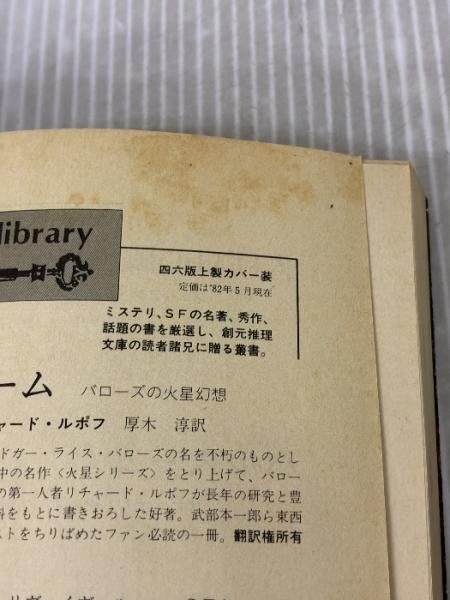 library
四六版上製カバー装
定価は'82年5月現在
ミステリ、SFの名著、秀作、
話題の書を厳選し、創元推理
文庫の読者諸兄に贈る叢書。
ーム バローズの火星幻想
ャード・ルポフ 厚木 淳訳
ドガー・ライス・バローズの名を不朽のものとし
中の名作〈火星シリーズ〉をとり上げて、バロー
の第一人者リチャード・ルポフが長年の研究と豊
料をもとに書きおろした好著。武部本一郎ら東西
ストをちりばめたファン必読の一冊。翻訳権所有